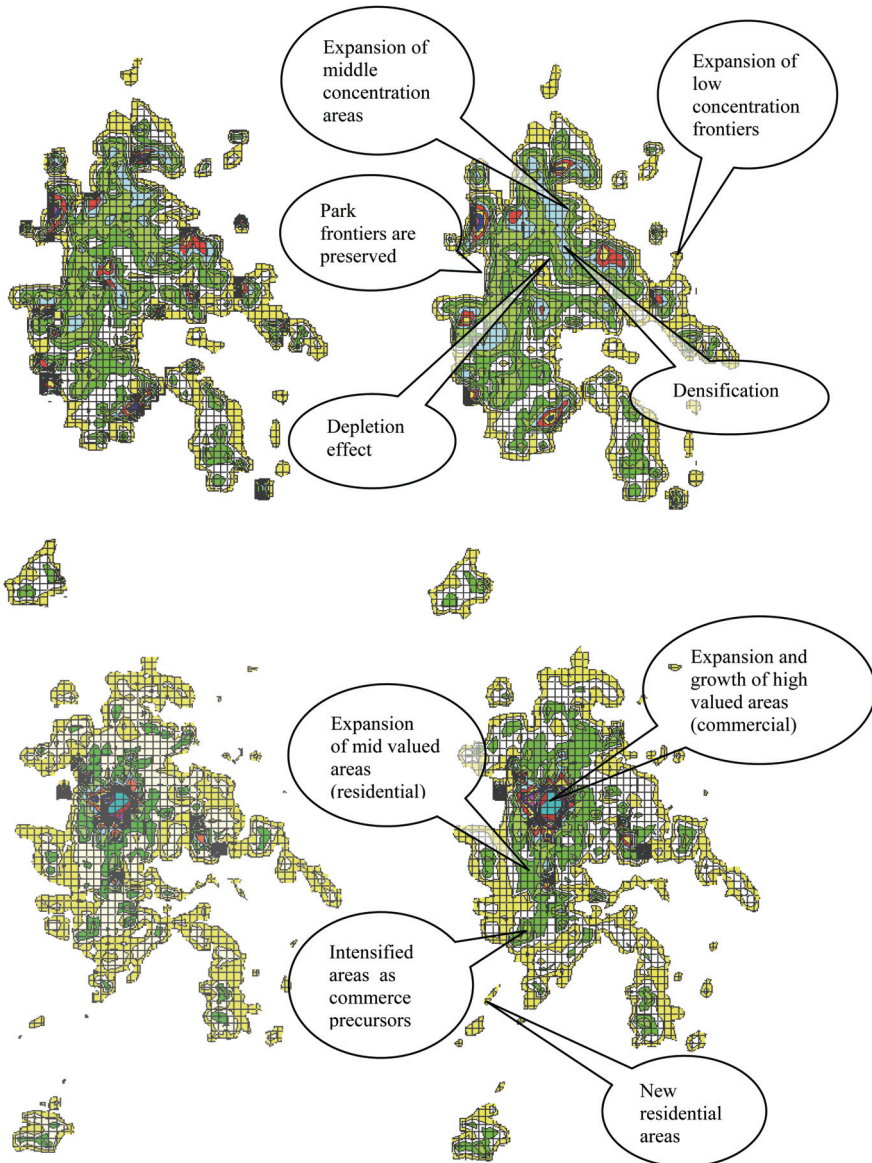 Expansion of
middle
concentration
areas
Expansion of
low
concentration
frontiers
Park
frontiers are
preserved
Depletion
effect
Densification
Expansion and
growth of high
valued areas
(commercial)
Expansion
of mid valued
areas
(residential)
Intensified
areas as
commerce
precursors
New
residential
areas